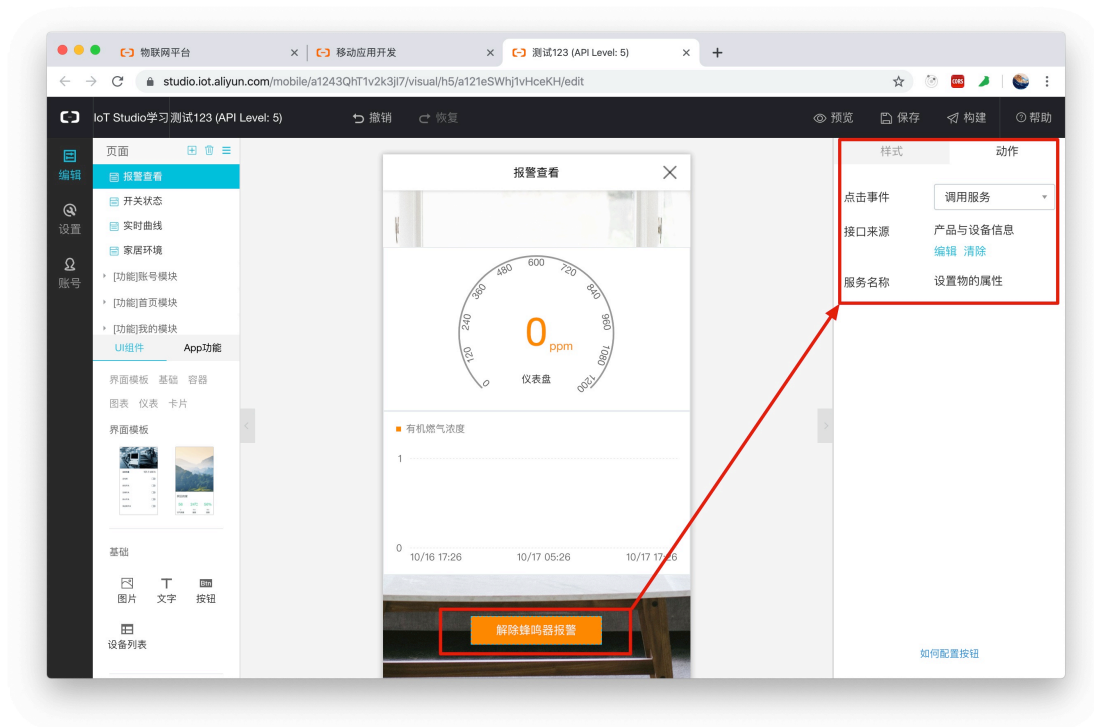 物联网平台
移动应用开发
测试123 (API Level: 5)
studio.iot.aliyun.com/mobile/a1243QhT1v2k3jl7/visual/h5/a121eSWhj1vHceKH/edit
CORS
IoT Studio学习 测试123 (API Level: 5)
撤销
恢复
预览
保存
构建
帮助
编辑
设置
账号
页面
报警查看
开关状态
实时曲线
家居环境
[功能]账号模块
[功能]首页模块
[功能]我的模块
UI组件
App功能
界面模板 基础 容器
图表 仪表 卡片
界面模板
基础
图片
文字
Btn
按钮
设备列表
报警查看
0
120
240
360
480
600
720
840
960
1080
1200
0 ppm
仪表盘
有机燃气浓度
1
0
10/16 17:26
10/17 05:26
10/17 17:26
解除蜂鸣器报警
样式
动作
点击事件
调用服务
接口来源
产品与设备信息
编辑 清除
服务名称
设置物的属性
如何配置按钮